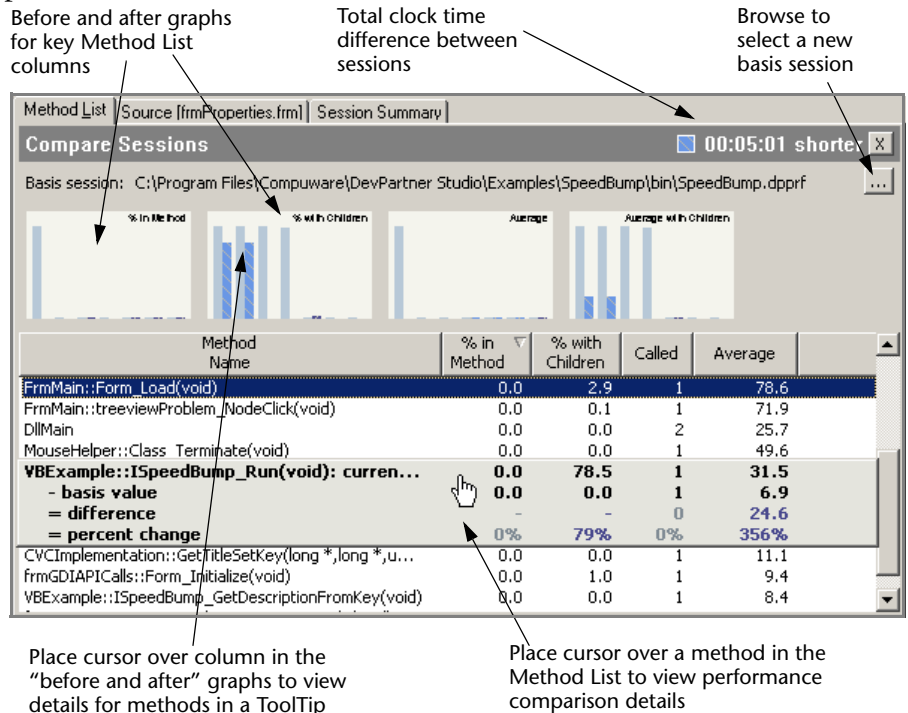 Before and after graphs
for key Method List
columns
Total clock time
difference between
sessions
Browse to
select a new
basis session
Method List Source [frmProperties.frm] Session Summary
Compare Sessions 00:05:01 shorter X
Basis session: C:\Program Files\Compuware\DevPartner Studio\Examples\SpeedBump\bin\SpeedBump.dpprf ...
% in Method % with Children Average Average with Children
Method Name % in Method % with Children Called Average
FrmMain::Form_Load(void) 0.0 2.9 1 78.6
FrmMain::treeviewProblem_NodeClick(void) 0.0 0.1 1 71.9
DllMain 0.0 0.0 2 25.7
MouseHelper::Class_Terminate(void) 0.0 0.0 1 49.6
VBExample::ISpeedBump_Run(void): curren... 0.0 78.5 1 31.5
- basis value 0.0 0.0 1 6.9
= difference - - 0 24.6
= percent change 0% 79% 0% 356%
CVCImplementation::GetTitleSetKey(long *,long *,u... 0.0 0.0 1 11.1
frmGDIAPICalls::Form_Initialize(void) 0.0 1.0 1 9.4
VBExample::ISpeedBump_GetDescriptionFromKey(void) 0.0 0.0 1 8.4
Place cursor over column in the
“before and after” graphs to view
details for methods in a ToolTip
Place cursor over a method in the
Method List to view performance
comparison details